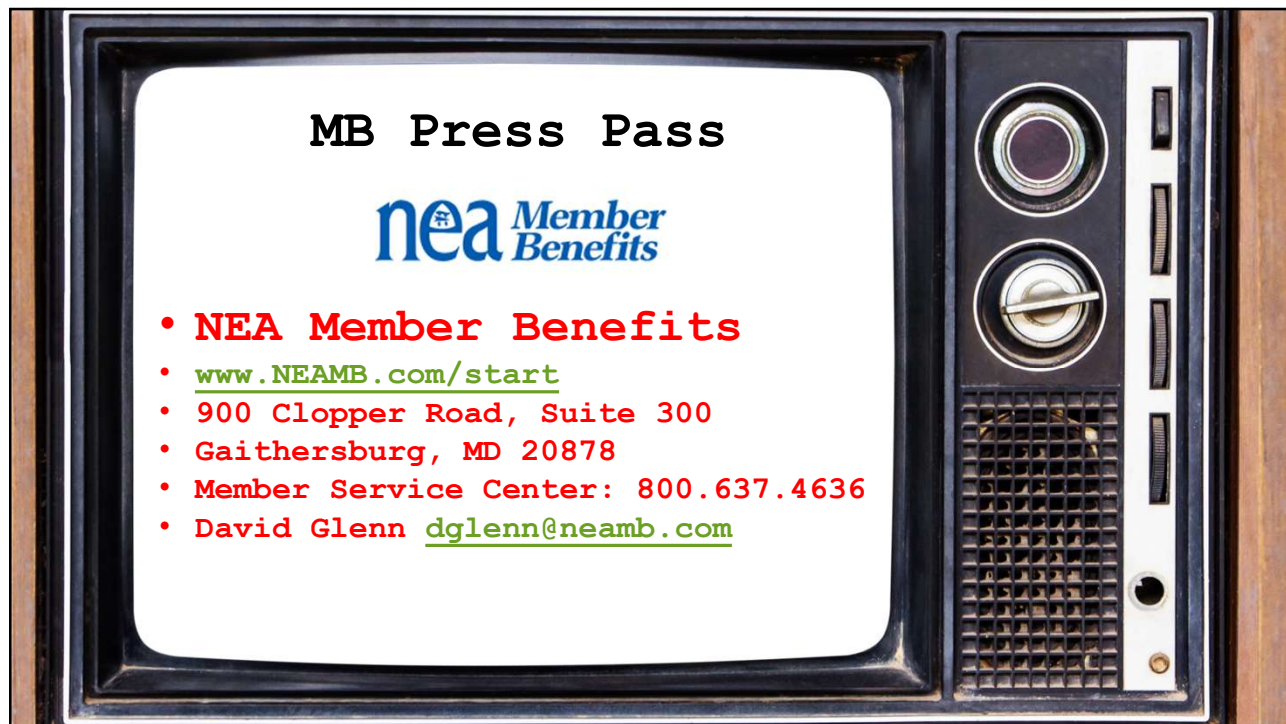 MB Press Pass
nea Member
Benefits
• NEA Member Benefits
• www.NEAMB.com/start
• 900 Clopper Road, Suite 300
• Gaithersburg, MD 20878
• Member Service Center: 800.637.4636
• David Glenn dglenn@neamb.com